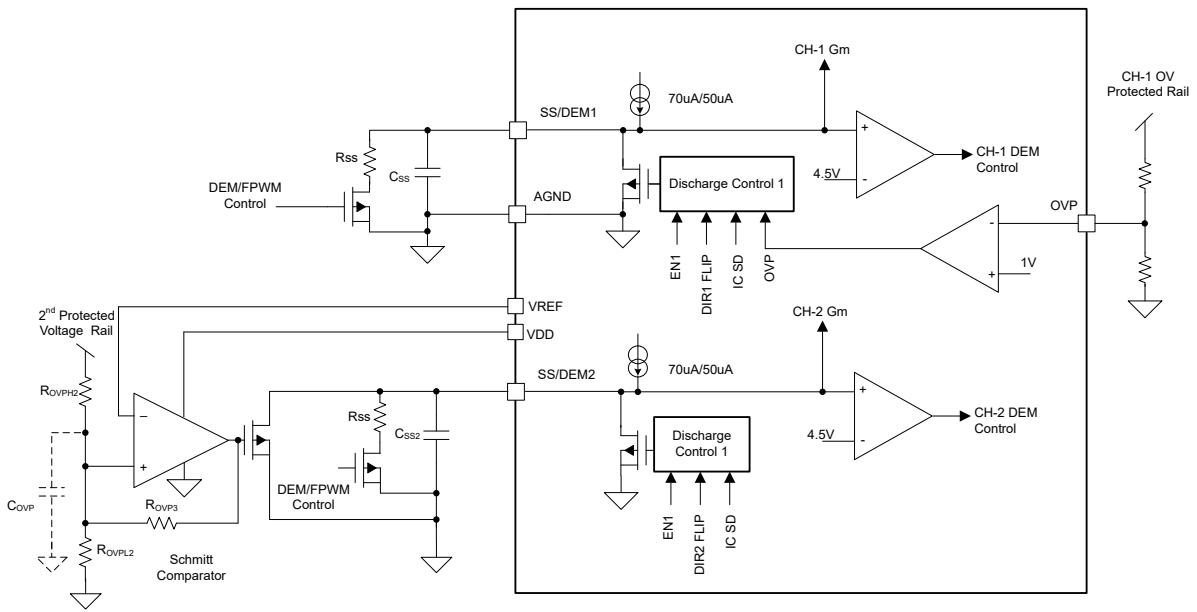 CH-1 Gm
70uA/50uA
SS/DEM1
CH-1 OV
Protected Rail
Rss
CSS
+
4.5V
-
CH-1 DEM
Control
DEM/FPWM
Control
Discharge Control 1
AGND
OVP
EN1
DIR1 FLIP
IC SD
OVP
-
+
1V
2nd Protected
Voltage Rail
VREF
VDD
CH-2 Gm
70uA/50uA
SS/DEM2
ROVPH2
–
+
Rss
CSS2
+
4.5V
-
CH-2 DEM
Control
Discharge
Control 1
DEM/FPWM
Control
COVP
ROVP3
EN1
DIR2 FLIP
IC SD
ROVPL2
Schmitt
Comparator